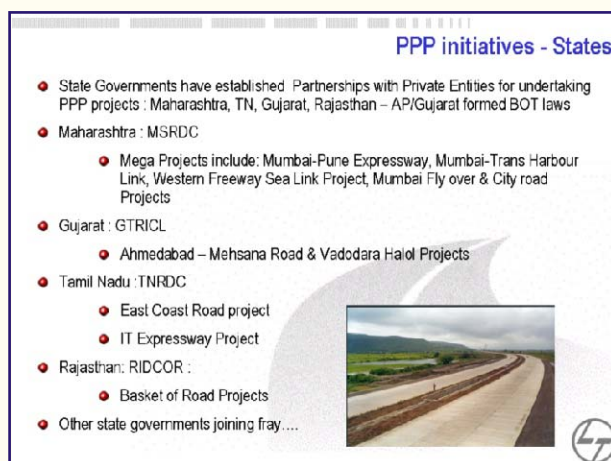 PPP initiatives - States
State Governments have established Partnerships with Private Entities for undertaking
PPP projects : Maharashtra, TN, Gujarat, Rajasthan – AP/Gujarat formed BOT laws
Maharashtra : MSRDC
Mega Projects include: Mumbai-Pune Expressway, Mumbai-Trans Harbour
Link, Western Freeway Sea Link Project, Mumbai Fly over & City road
Projects
Gujarat : GTRICL
Ahmedabad – Mehsana Road & Vadodara Halol Projects
Tamil Nadu :TNRDC
East Coast Road project
IT Expressway Project
Rajasthan: RIDCOR :
Basket of Road Projects
Other state governments joining fray....
LT